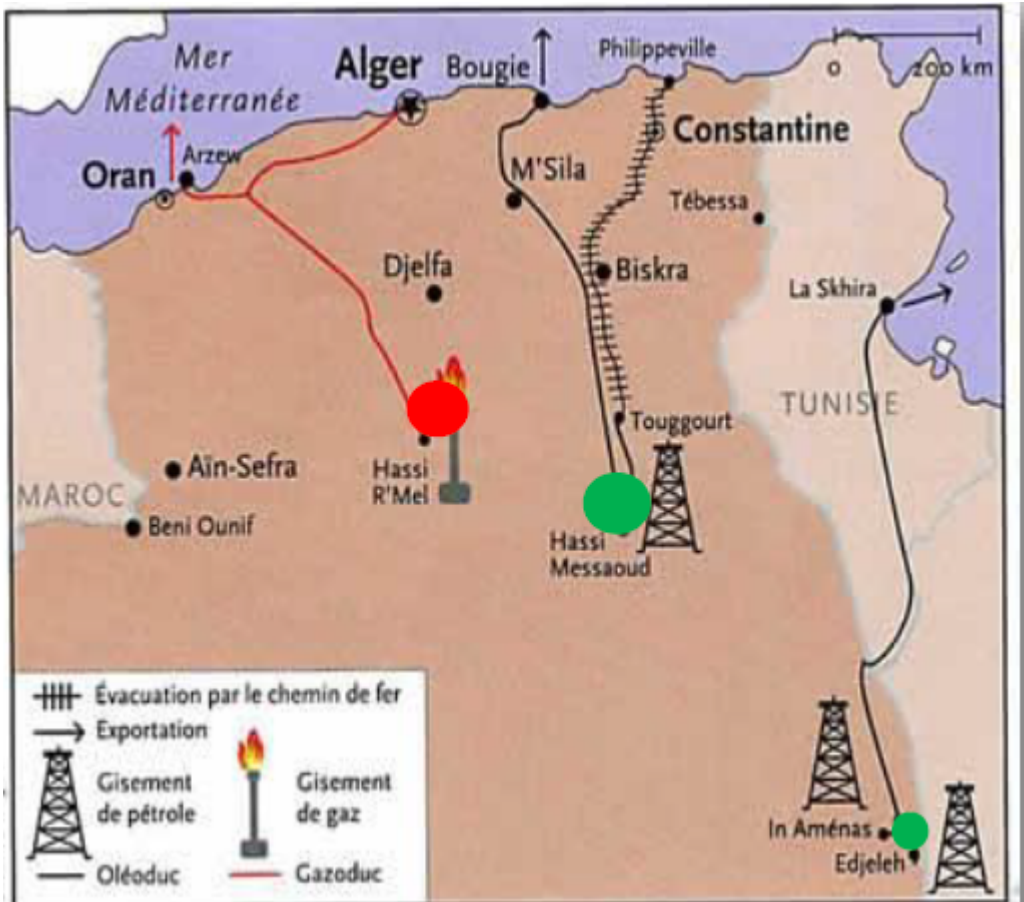 Mer
Méditerranée
Alger
Bougie
Philippeville
0 200 km
Oran
Arzew
Constantine
M'Sila
Tébessa
Djelfa
Biskra
La Skhira
TUNISIE
Touggourt
Aïn-Sefra
Hassi
R'Mel
MAROC
Beni Ounif
Hassi
Messaoud
In Aménas
Edjeleh
Évacuation par le chemin de fer
Exportation
Gisement
de pétrole
Gisement
de gaz
Oléoduc
Gazoduc